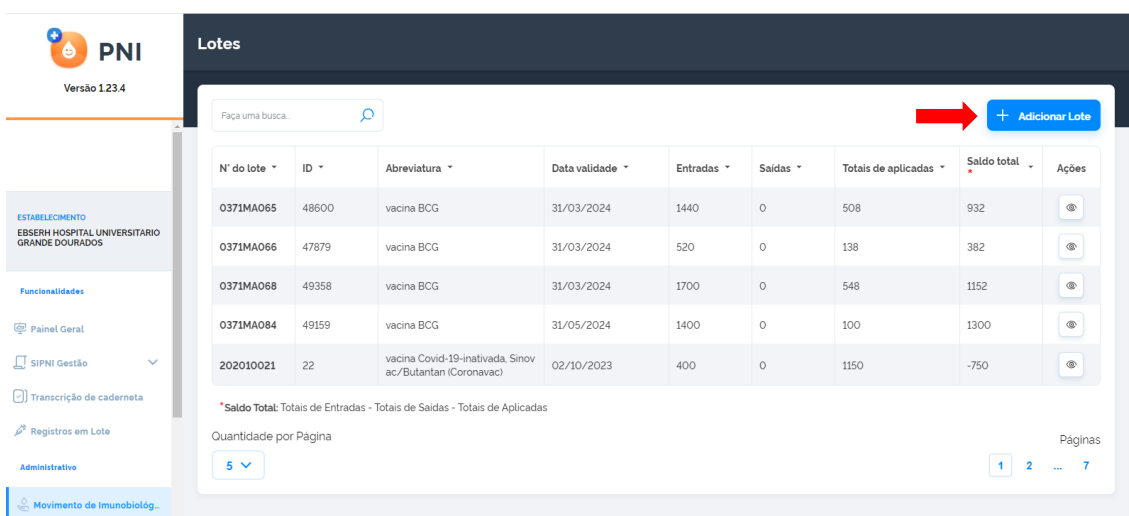 PNI
Versão 1.23.4
ESTABELECIMENTO
EBSERH HOSPITAL UNIVERSITARIO
GRANDE DOURADOS
Funcionalidades
Painel Geral
SIPNI Gestão
Transcrição de caderneta
Registros em Lote
Administrativo
Movimento de Imunobiológ...
Lotes
Faça uma busca..
+ Adicionar Lote
N° do lote ID Abreviatura Data validade Entradas Saídas Totais de aplicadas Saldo total * Ações
0371MA065 48600 vacina BCG 31/03/2024 1440 0 508 932
0371MA066 47879 vacina BCG 31/03/2024 520 0 138 382
0371MA068 49358 vacina BCG 31/03/2024 1700 0 548 1152
0371MA084 49159 vacina BCG 31/05/2024 1400 0 100 1300
202010021 22 vacina Covid-19-inativada, Sinov 02/10/2023 400 0 1150 -750
ac/Butantan (Coronavac)
*Saldo Total: Totais de Entradas - Totais de Saídas - Totais de Aplicadas
Quantidade por Página
5
Páginas
1 2 ... 7